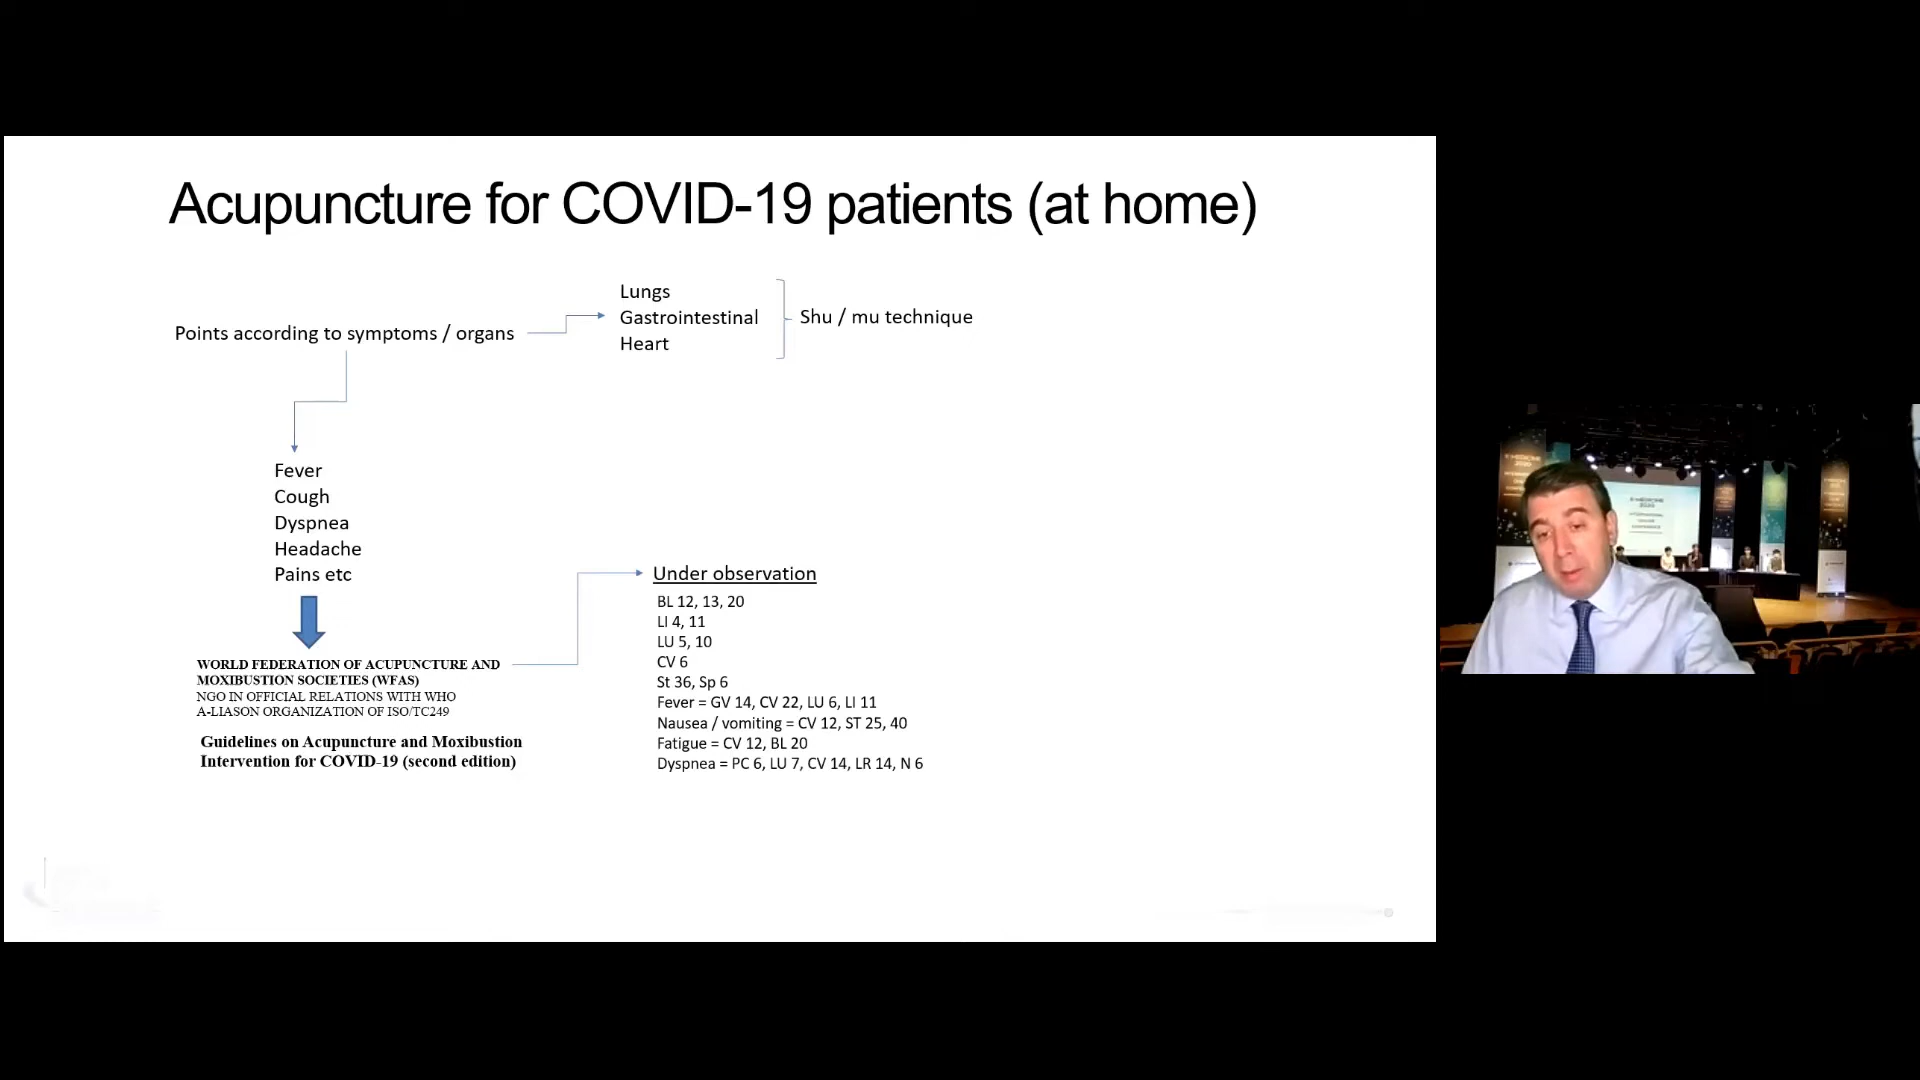 Acupuncture for COVID-19 patients (at home)
Points according to symptoms / organs
Lungs
Gastrointestinal
Heart
Shu / mu technique
Fever
Cough
Dyspnea
Headache
Pains etc
WORLD FEDERATION OF ACUPUNCTURE AND
MOXIBUSTION SOCIETIES (WFAS)
NGO IN OFFICIAL RELATIONS WITH WHO
A-LIASON ORGANIZATION OF ISO/TC249
Guidelines on Acupuncture and Moxibustion
Intervention for COVID-19 (second edition)
Under observation
BL 12, 13, 20
LI 4, 11
LU 5, 10
CV 6
St 36, Sp 6
Fever = GV 14, CV 22, LU 6, LI 11
Nausea / vomiting = CV 12, ST 25, 40
Fatigue = CV 12, BL 20
Dyspnea = PC 6, LU 7, CV 14, LR 14, N 6